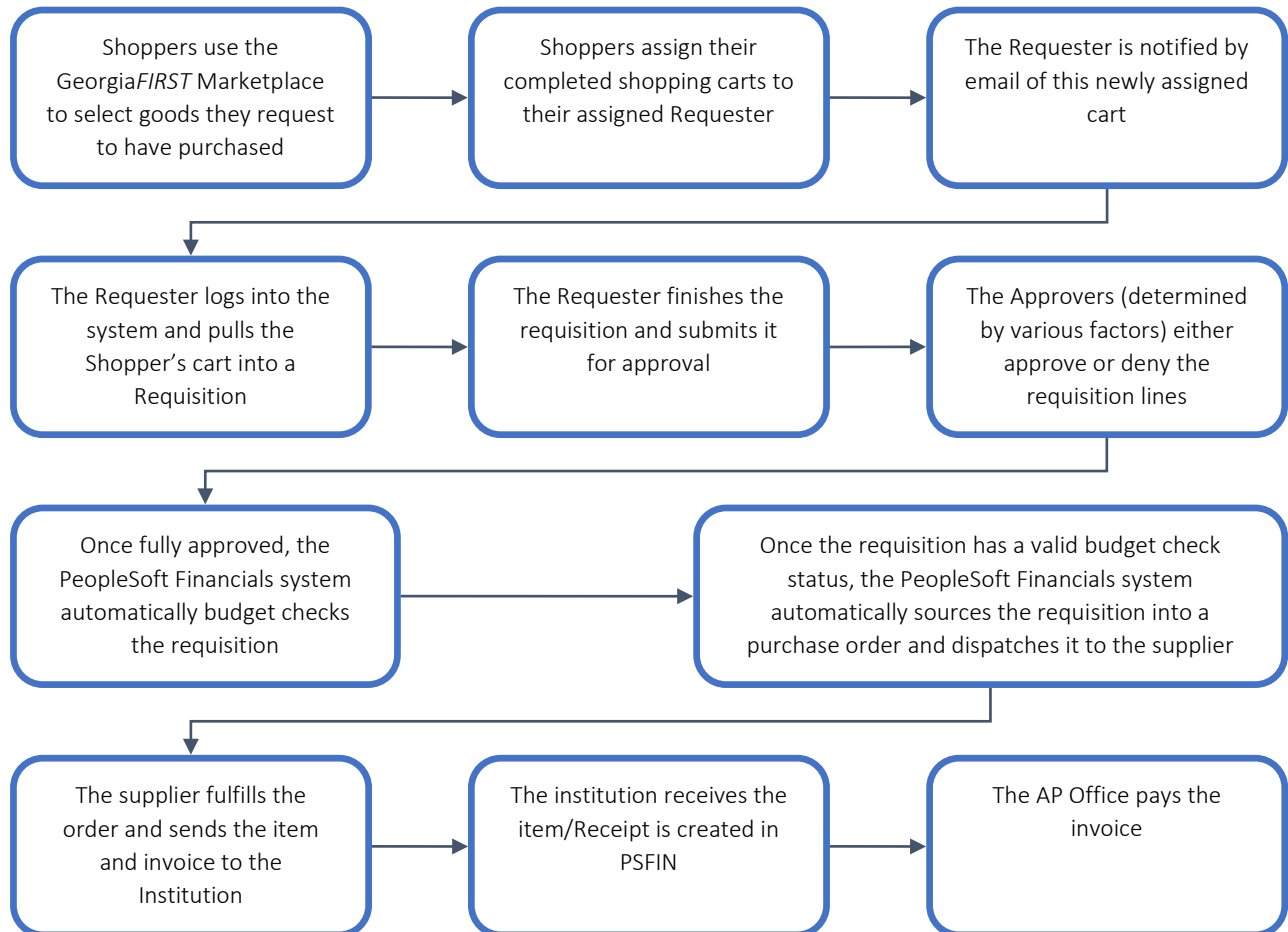 Shoppers use the
GeorgiaFIRST Marketplace
to select goods they request
to have purchased
Shoppers assign their
completed shopping carts to
their assigned Requester
The Requester is notified by
email of this newly assigned
cart
The Requester logs into the
system and pulls the
Shopper’s cart into a
Requisition
The Requester finishes the
requisition and submits it
for approval
The Approvers (determined
by various factors) either
approve or deny the
requisition lines
Once fully approved, the
PeopleSoft Financials system
automatically budget checks
the requisition
Once the requisition has a valid budget check
status, the PeopleSoft Financials system
automatically sources the requisition into a
purchase order and dispatches it to the supplier
The supplier fulfills the
order and sends the item
and invoice to the
Institution
The institution receives the
item/Receipt is created in
PSFIN
The AP Office pays the
invoice